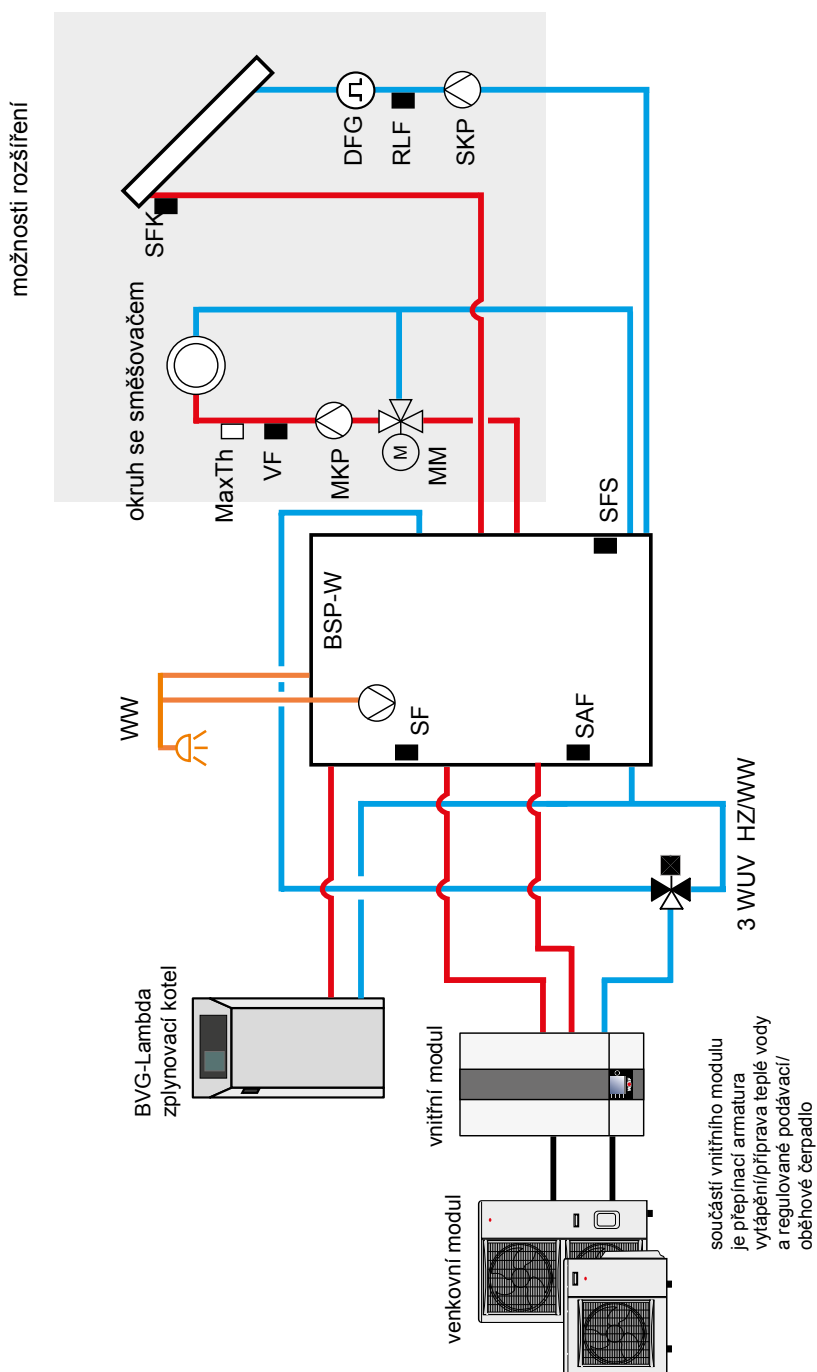 možnosti rozšíření
SFK
DFG
RLF
SKP
okruh se směšovačem
MaxTh
VF
MKP
M
MM
WW
BSP-W
SF
SAF
SFS
3 WUV HZ/WW
BVG-Lambda
zplynovací kotel
vnitřní modul
venkovní modul
součástí vnitřního modulu
je přepínací armatura
vytápění/příprava teplé vody
a regulované podávací/
oběhové čerpadlo